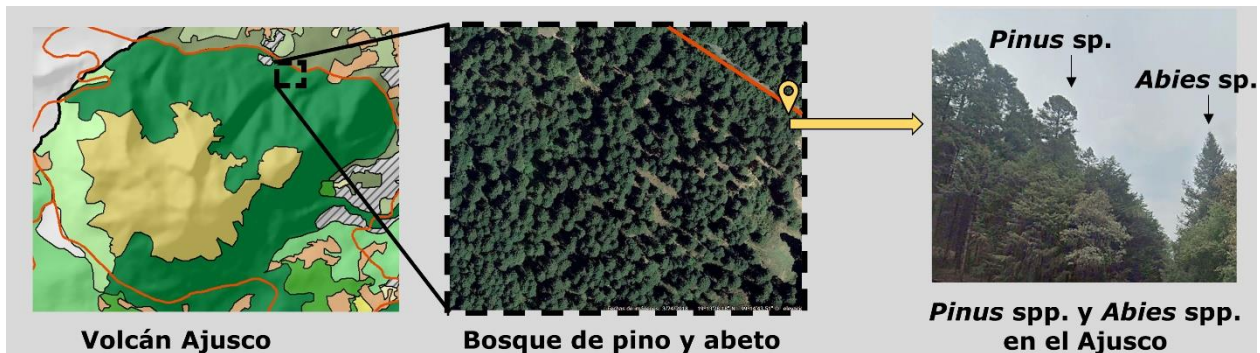 Pinus sp.
Abies sp.
Volcán Ajusco
Bosque de pino y abeto
Pinus spp. y Abies spp.
en el Ajusco